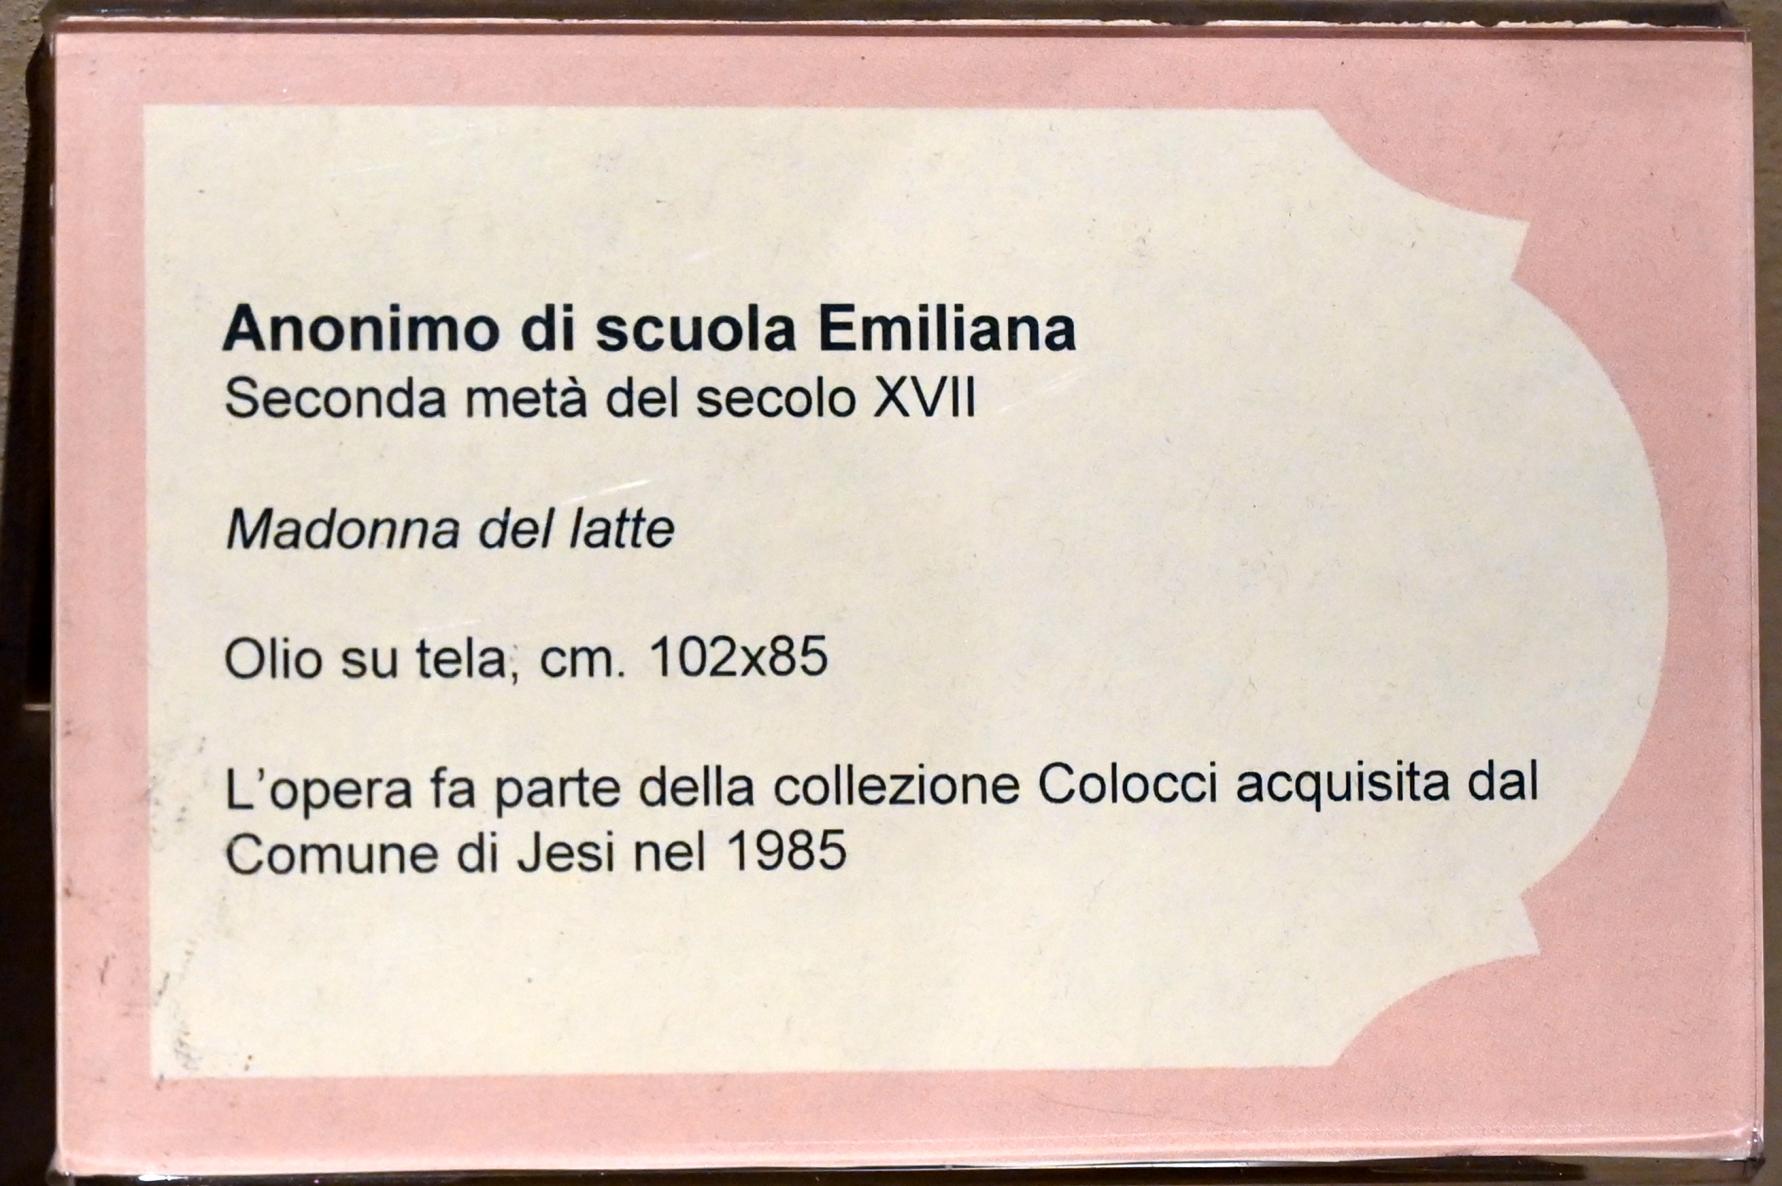 Anonimo di scuola Emiliana
Seconda metà del secolo XVII
Madonna del latte
Olio su tela, cm. 102x85
L’opera fa parte della collezione Colocci acquisita dal
Comune di Jesi nel 1985